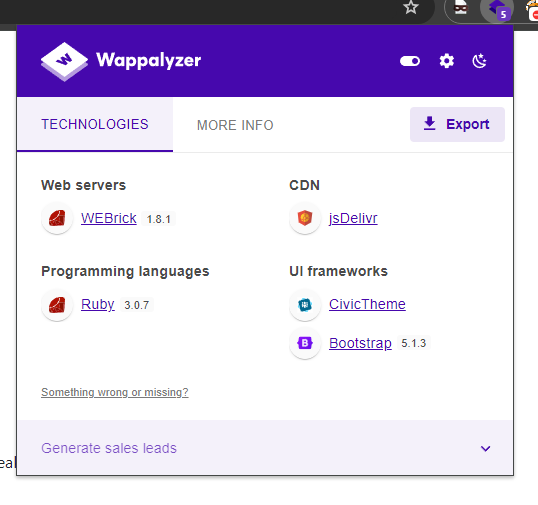 5
Wappalyzer
TECHNOLOGIES
MORE INFO
Export
Web servers
WEBrick 1.8.1
CDN
jsDelivr
Programming languages
Ruby 3.0.7
UI frameworks
CivicTheme
Bootstrap 5.1.3
Something wrong or missing?
Generate sales leads